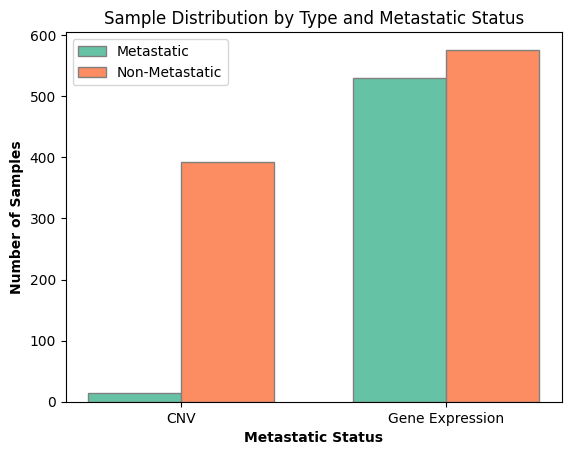 Sample Distribution by Type and Metastatic Status
Metastatic
Non-Metastatic
Number of Samples
600
500
400
300
200
100
0
CNV
Gene Expression
Metastatic Status